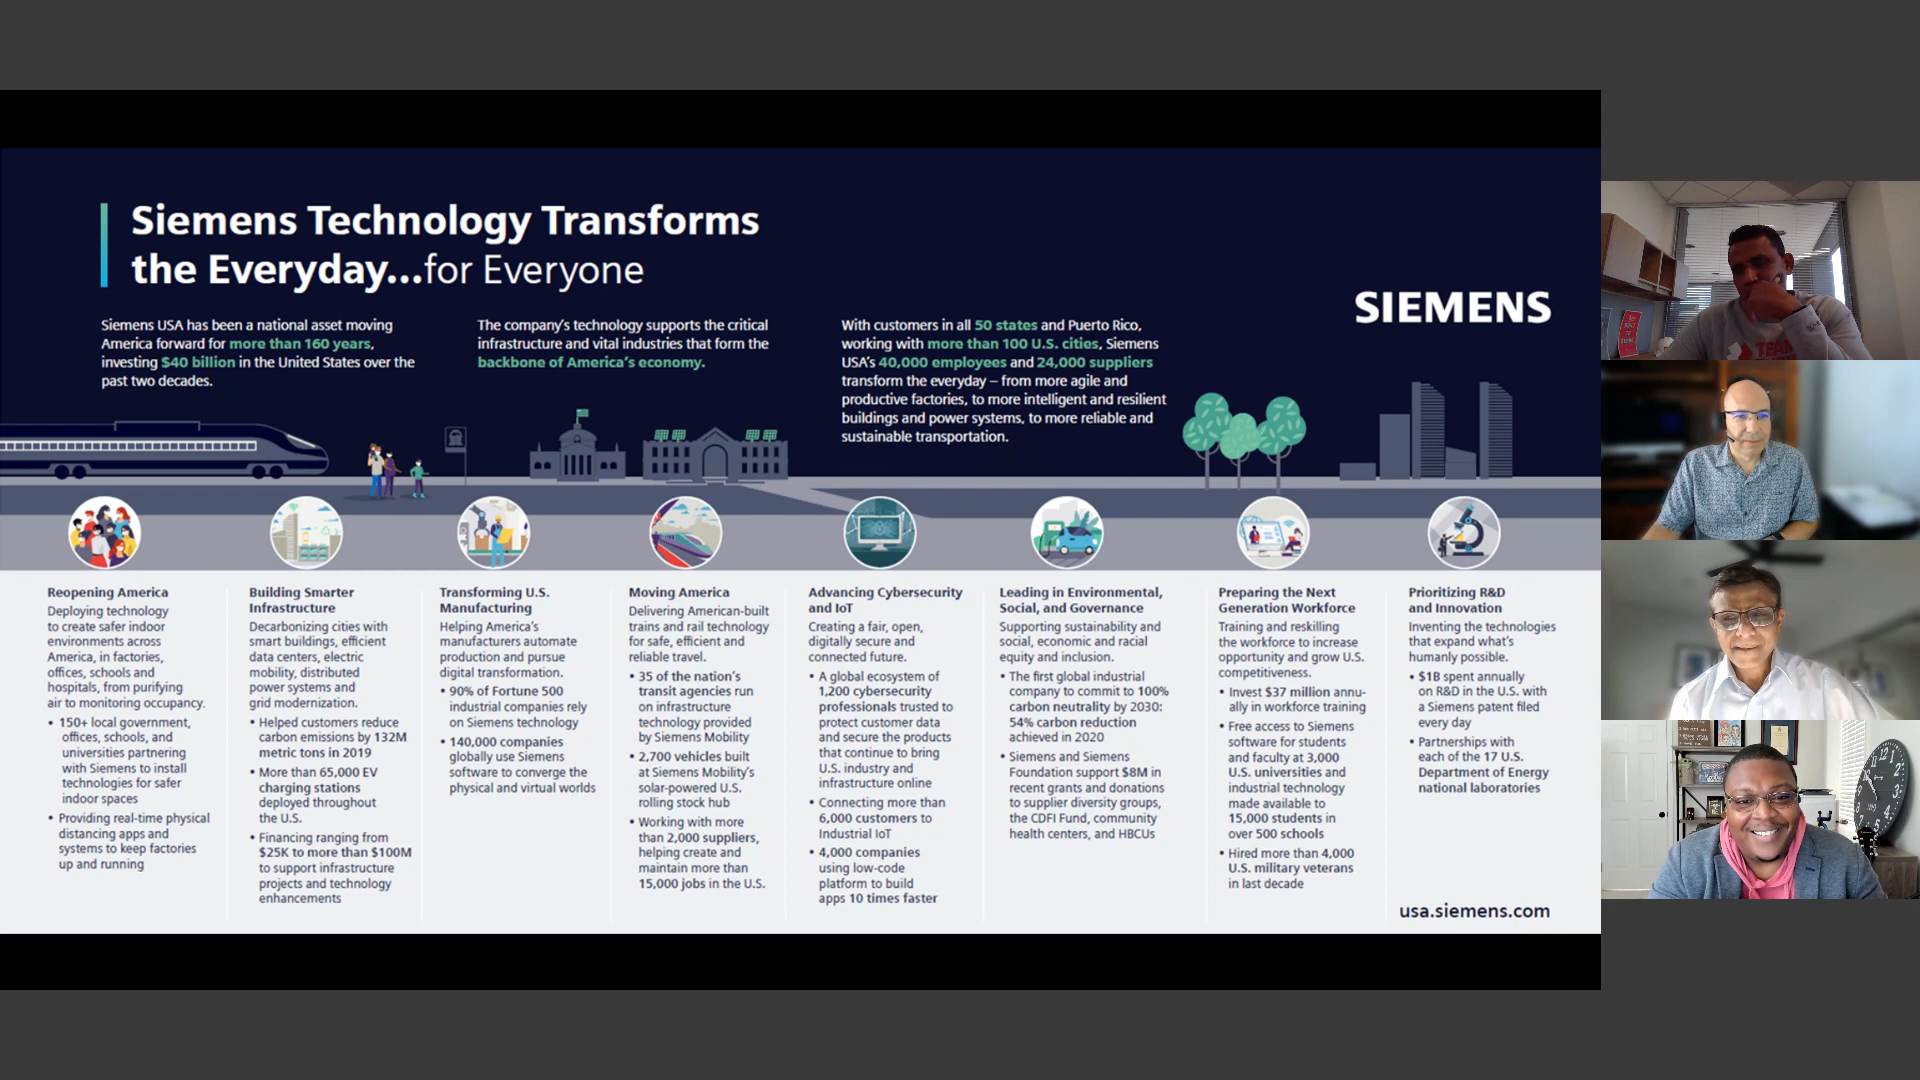 Siemens Technology Transforms
the Everyday...for Everyone
SIEMENS
Siemens USA has been a national asset moving
America forward for more than 160 years,
investing $40 billion in the United States over the
past two decades.
The company's technology supports the critical
infrastructure and vital industries that form the
backbone of America's economy.
With customers in all 50 states and Puerto Rico,
working with more than 100 U.S. cities, Siemens
USA's 40,000 employees and 24,000 suppliers
transform the everyday – from more agile and
productive factories, to more intelligent and resilient
buildings and power systems, to more reliable and
sustainable transportation.
Reopening America
Deploying technology
to create safer indoor
environments across
America, in factories,
offices, schools and
hospitals, from purifying
air to monitoring occupancy.
• 150+ local government,
offices, schools, and
universities partnering
with Siemens to install
technologies for safer
indoor spaces
• Providing real-time physical
distancing apps and
systems to keep factories
up and running
Building Smarter
Infrastructure
Decarbonizing cities with
smart buildings, efficient
data centers, electric
mobility, distributed
power systems and
grid modernization.
• Helped customers reduce
carbon emissions by 132M
metric tons in 2019
• More than 65,000 EV
charging stations
deployed throughout
the U.S.
• Financing ranging from
$25K to more than $100M
to support infrastructure
projects and technology
enhancements
Transforming U.S.
Manufacturing
Helping America's
manufacturers automate
production and pursue
digital transformation.
• 90% of Fortune 500
industrial companies rely
on Siemens technology
• 140,000 companies
globally use Siemens
software to converge the
physical and virtual worlds
Moving America
Delivering American-built
trains and rail technology
for safe, efficient and
reliable travel.
• 35 of the nation's
transit agencies run
on infrastructure
technology provided
by Siemens Mobility
• 2,700 vehicles built
at Siemens Mobility's
solar-powered U.S.
rolling stock hub
• Working with more
than 2,000 suppliers,
helping create and
maintain more than
15,000 jobs in the U.S.
Advancing Cybersecurity
and IoT
Creating a fair, open,
digitally secure and
connected future.
• A global ecosystem of
1,200 cybersecurity
professionals trusted to
protect customer data
and secure the products
that continue to bring
U.S. industry and
infrastructure online
• Connecting more than
6,000 customers to
Industrial IoT
• 4,000 companies
using low-code
platform to build
apps 10 times faster
Leading in Environmental,
Social, and Governance
Supporting sustainability and
social, economic and racial
equity and inclusion.
• The first global industrial
company to commit to 100%
carbon neutrality by 2030:
54% carbon reduction
achieved in 2020
• Siemens and Siemens
Foundation support $8M in
recent grants and donations
to supplier diversity groups,
the CDFI Fund, community
health centers, and HBCUs
Preparing the Next
Generation Workforce
Training and reskilling
the workforce to increase
opportunity and grow U.S.
competitiveness.
• Invest $37 million annu-
ally in workforce training
• Free access to Siemens
software for students
and faculty at 3,000
U.S. universities and
industrial technology
made available to
15,000 students in
over 500 schools
• Hired more than 4,000
U.S. military veterans
in last decade
Prioritizing R&D
and Innovation
Inventing the technologies
that expand what's
humanly possible.
• $1B spent annually
on R&D in the U.S. with
a Siemens patent filed
every day
• Partnerships with
each of the 17 U.S.
Department of Energy
national laboratories
usa.siemens.com
TEAM